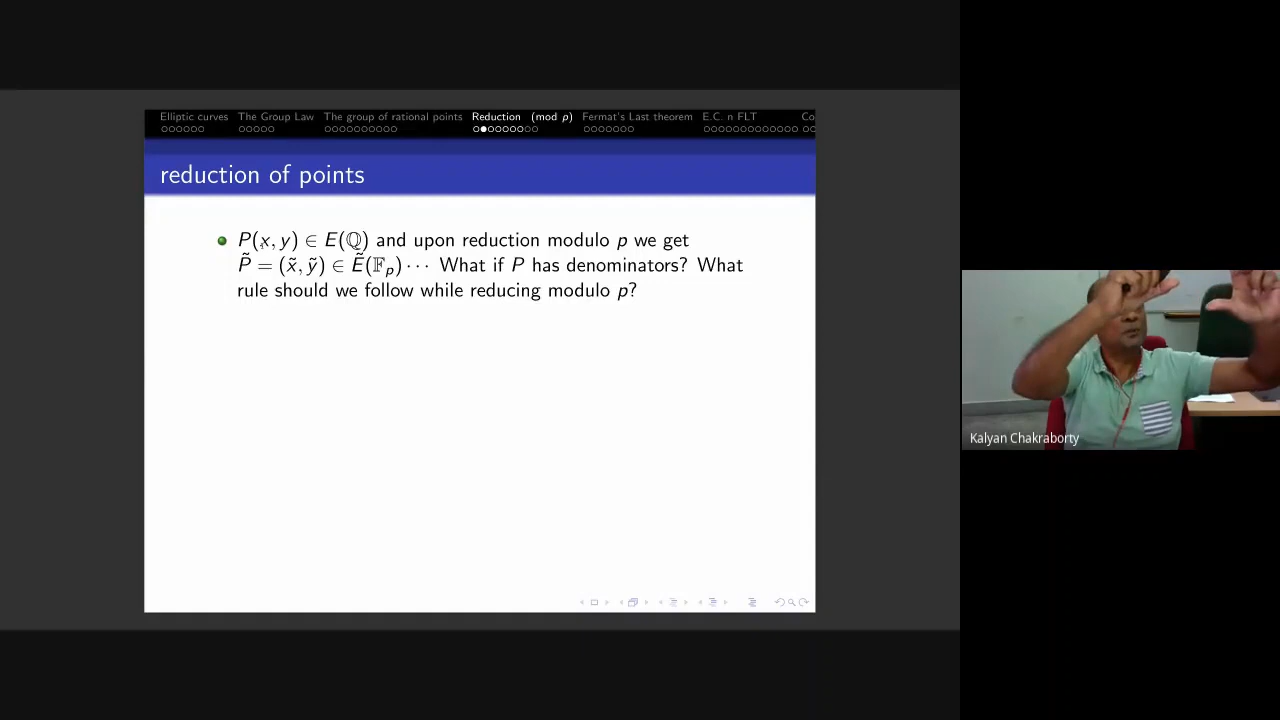 Elliptic curves The Group Law The group of rational points Reduction (mod p) Fermat's Last theorem E.C. n FLT Co
reduction of points
P(x, y) ∈ E(ℚ) and upon reduction modulo p we get
P̃ = (x̃, ỹ) ∈ Ẽ(𝔽ₚ) ⋯ What if P has denominators? What
rule should we follow while reducing modulo p?
Kalyan Chakraborty